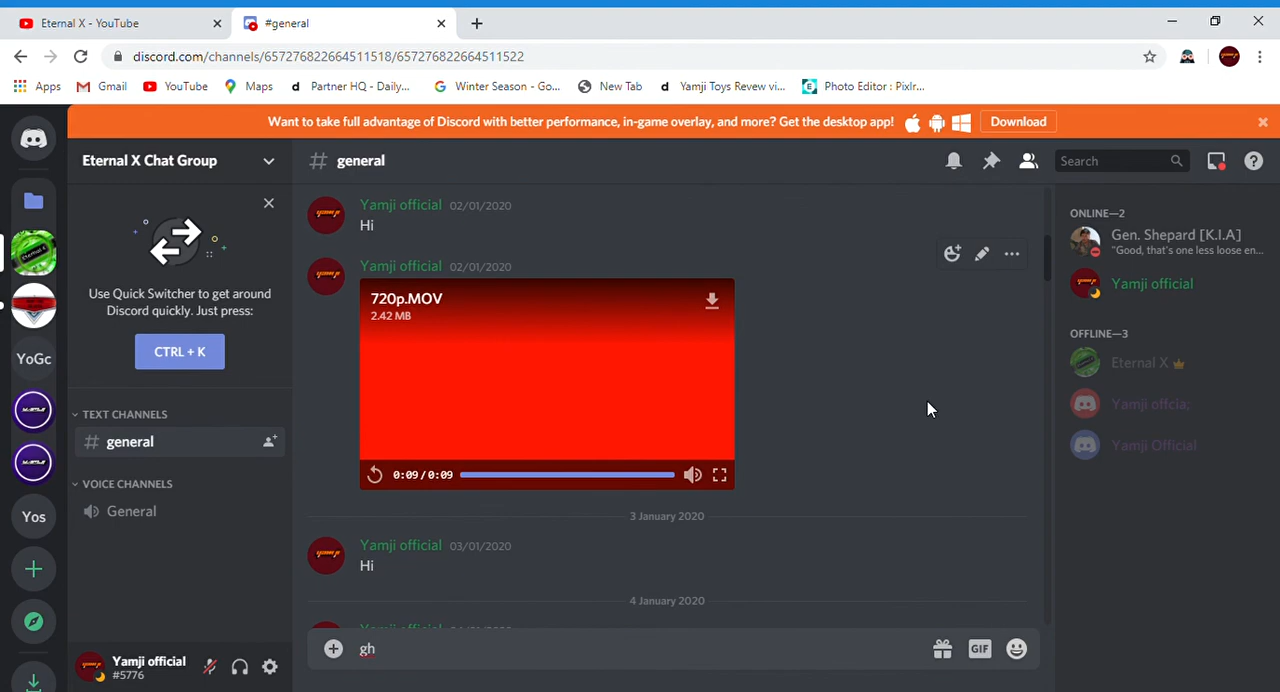 Eternal X - YouTube
#general
discord.com/channels/657276822664511518/657276822664511522
Apps
Gmail
YouTube
Maps
Partner HQ - Daily...
Winter Season - Go...
New Tab
Yamji Toys Revew vi...
Photo Editor : Pixlr...
Want to take full advantage of Discord with better performance, in-game overlay, and more? Get the desktop app!
Download
Eternal X Chat Group
general
Search
Use Quick Switcher to get around
Discord quickly. Just press:
CTRL + K
YoGc
Yos
TEXT CHANNELS
general
VOICE CHANNELS
General
Yamji official
#5776
Yamji official 02/01/2020
Hi
Yamji official 02/01/2020
720p.MOV
2.42 MB
0:09/0:09
3 January 2020
Yamji official 03/01/2020
Hi
4 January 2020
gh
GIF
ONLINE—2
Gen. Shepard [K.I.A]
"Good, that's one less loose en...
Yamji official
OFFLINE—3
Eternal X
Yamji offcia;
Yamji Official